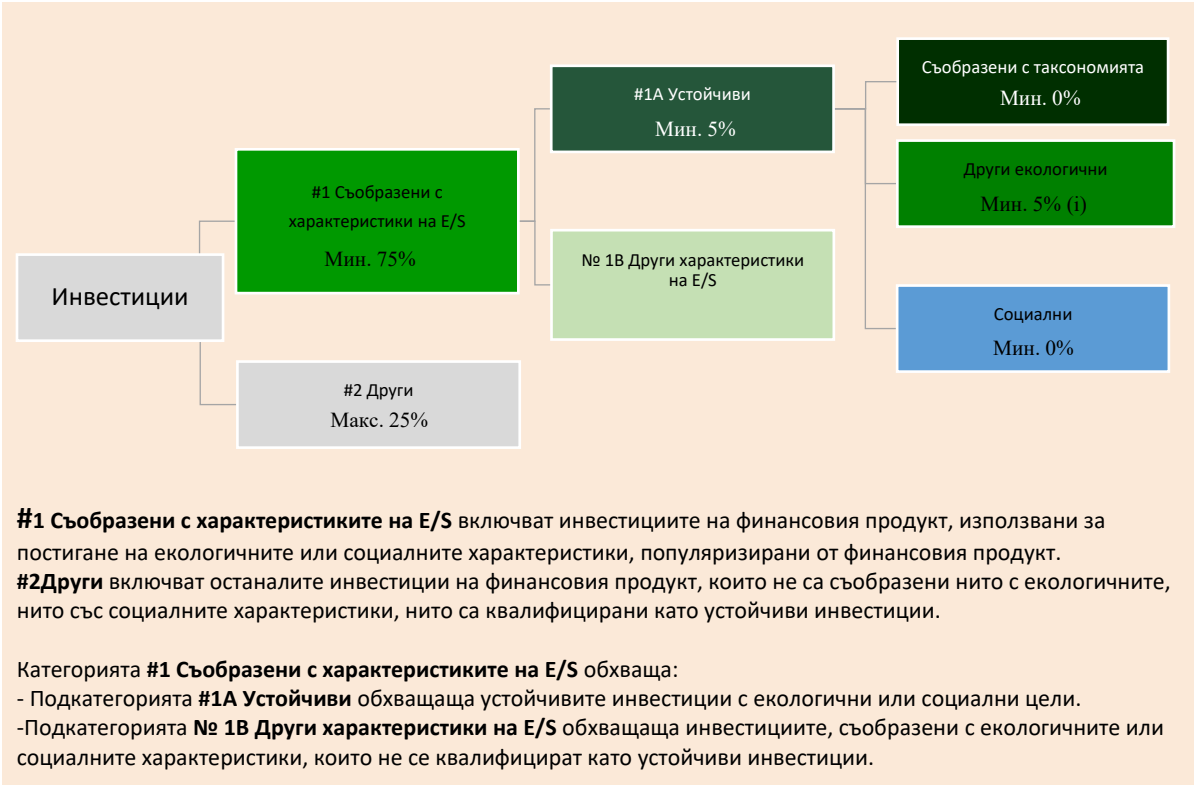 Инвестиции
#1 Съобразени с
характеристики на E/S
Мин. 75%
#2 Други
Макс. 25%
#1А Устойчиви
Мин. 5%
№ 1В Други характеристики
на E/S
Съобразени с таксономията
Мин. 0%
Други екологични
Мин. 5% (i)
Социални
Мин. 0%
#1 Съобразени с характеристиките на E/S включват инвестициите на финансовия продукт, използвани за
постигане на екологичните или социалните характеристики, популяризирани от финансовия продукт.
#2Други включват останалите инвестиции на финансовия продукт, които не са съобразени нито с екологичните,
нито със социалните характеристики, нито са квалифицирани като устойчиви инвестиции.
Категорията #1 Съобразени с характеристиките на E/S обхваща:
- Подкатегорията #1А Устойчиви обхващаща устойчивите инвестиции с екологични или социални цели.
-Подкатегорията № 1В Други характеристики на E/S обхващаща инвестициите, съобразени с екологичните или
социалните характеристики, които не се квалифицират като устойчиви инвестиции.